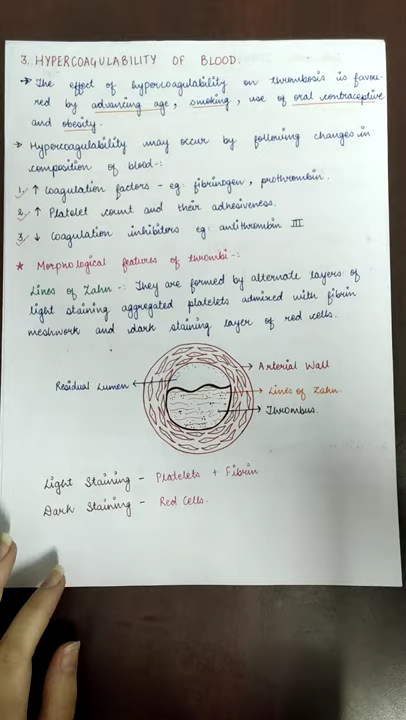 3. HYPERCOAGULABILITY OF BLOOD.
→ The effect of hypercoagulability on thrombosis is favou-
red by advancing age, smoking, use of oral contraceptive
and obesity.
→ Hypercoagulability may occur by following changes in
composition of blood-:
1. ↑ Coagulation factors - eg: fibrinogen, prothrombin.
2. ↑ Platelet count and their adhesiveness.
3. ↓ Coagulation inhibitors eg: antithrombin III
★ Morphological features of thrombi -:
Lines of Zahn -: They are formed by alternate layers of
light staining aggregated platelets admixed with fibrin
meshwork and dark staining layer of red cells.
Arterial Wall
Residual Lumen
Lines of Zahn.
Thrombus.
Light Staining - Platelets + Fibrin
Dark Staining - Red Cells.